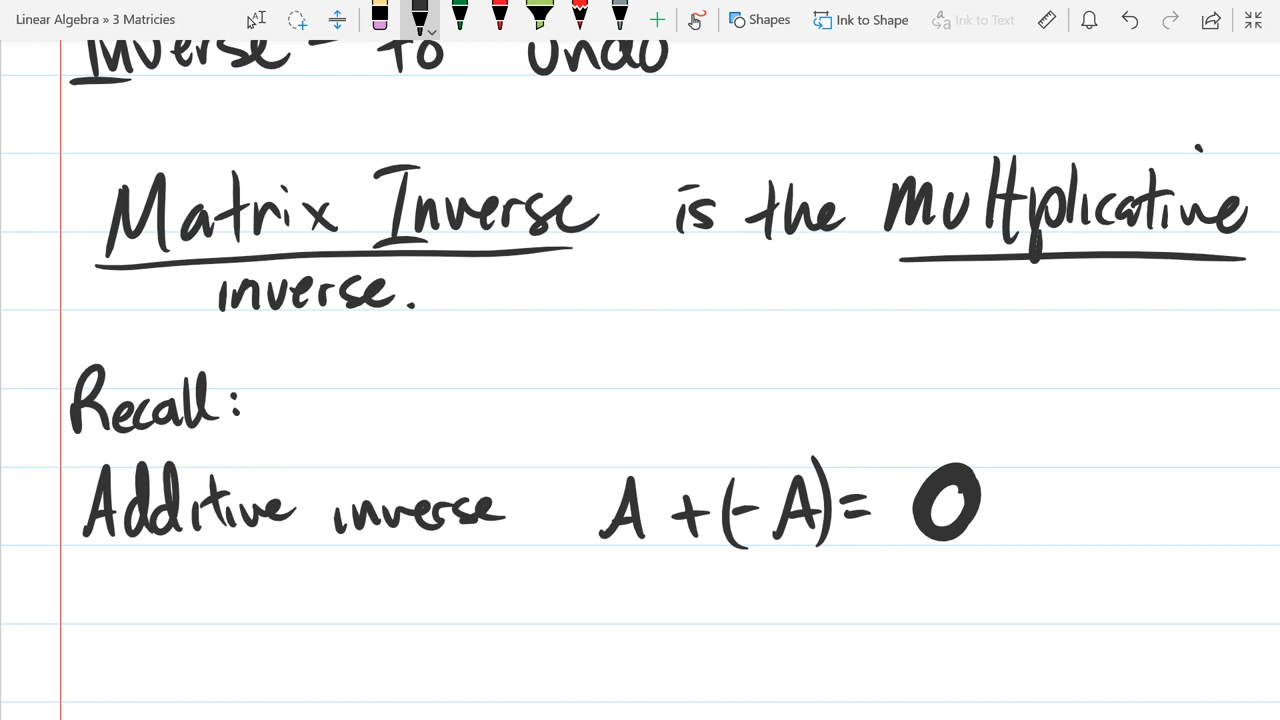 Linear Algebra » 3 Matricies
Shapes
Ink to Shape
Ink to Text
Inverse - to undo
Matrix Inverse is the Multplicative
inverse.
Recall:
Additive inverse A + (-A) = 0